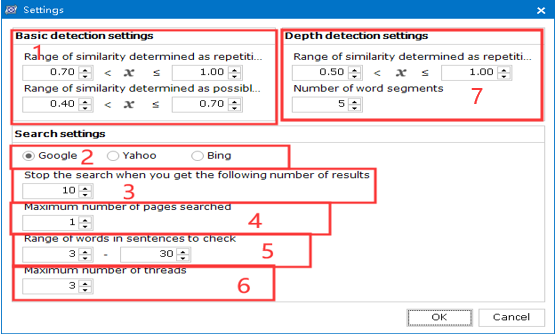 Settings
Basic detection settings
1
Range of similarity determined as repetiti...
0.70 < x ≤ 1.00
Range of similarity determined as possibl...
0.40 < x ≤ 0.70
Depth detection settings
Range of similarity determined as repetiti...
0.50 < x ≤ 1.00
Number of word segments
5
7
Search settings
Google 2 Yahoo Bing
Stop the search when you get the following number of results
10 3
Maximum number of pages searched
1 4
Range of words in sentences to check
3 - 30 5
Maximum number of threads
3 6
OK Cancel